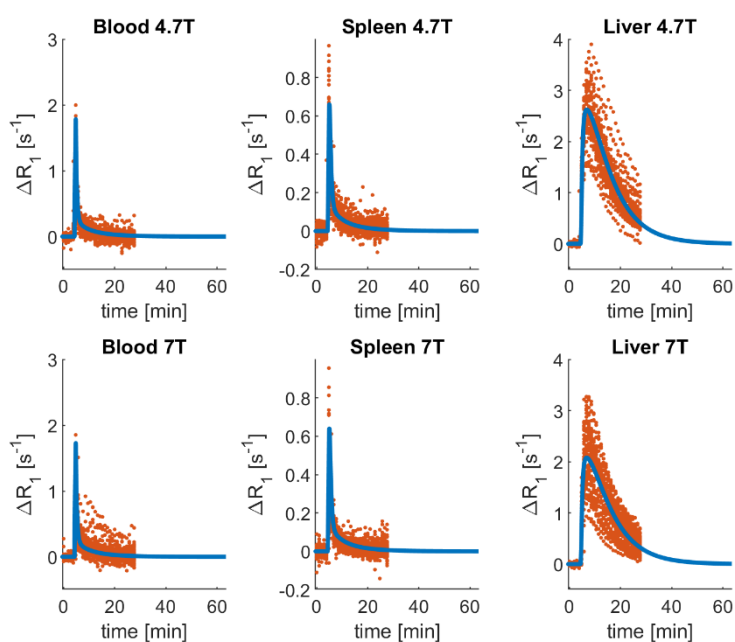 Blood 4.7T
3
2
1
0
ΔR1 [s-1]
0 20 40 60
time [min]
Spleen 4.7T
0.8
0.6
0.4
0.2
0
-0.2
ΔR1 [s-1]
0 20 40 60
time [min]
Liver 4.7T
4
3
2
1
0
ΔR1 [s-1]
0 20 40 60
time [min]
Blood 7T
3
2
1
0
ΔR1 [s-1]
0 20 40 60
time [min]
Spleen 7T
0.8
0.6
0.4
0.2
0
-0.2
ΔR1 [s-1]
0 20 40 60
time [min]
Liver 7T
4
3
2
1
0
ΔR1 [s-1]
0 20 40 60
time [min]